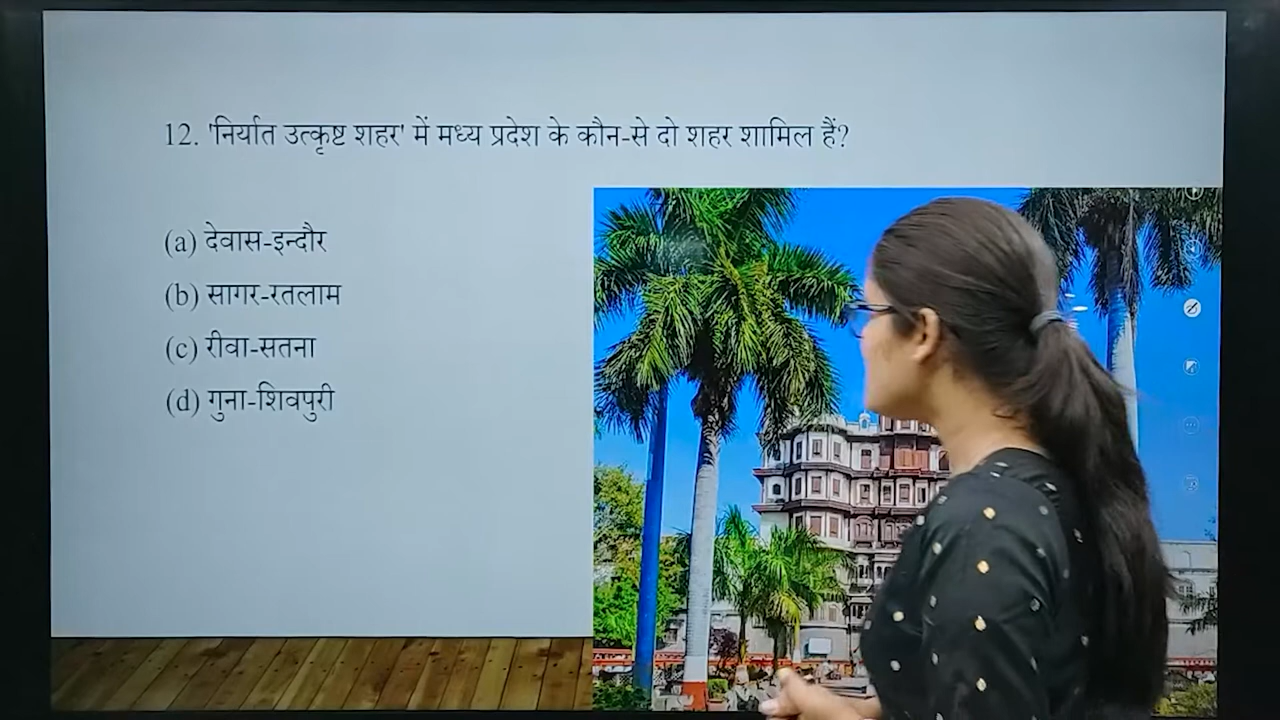 12. 'निर्यात उत्कृष्ट शहर' में मध्य प्रदेश के कौन-से दो शहर शामिल हैं?
(a) देवास-इन्दौर
(b) सागर-रतलाम
(c) रीवा-सतना
(d) गुना-शिवपुरी